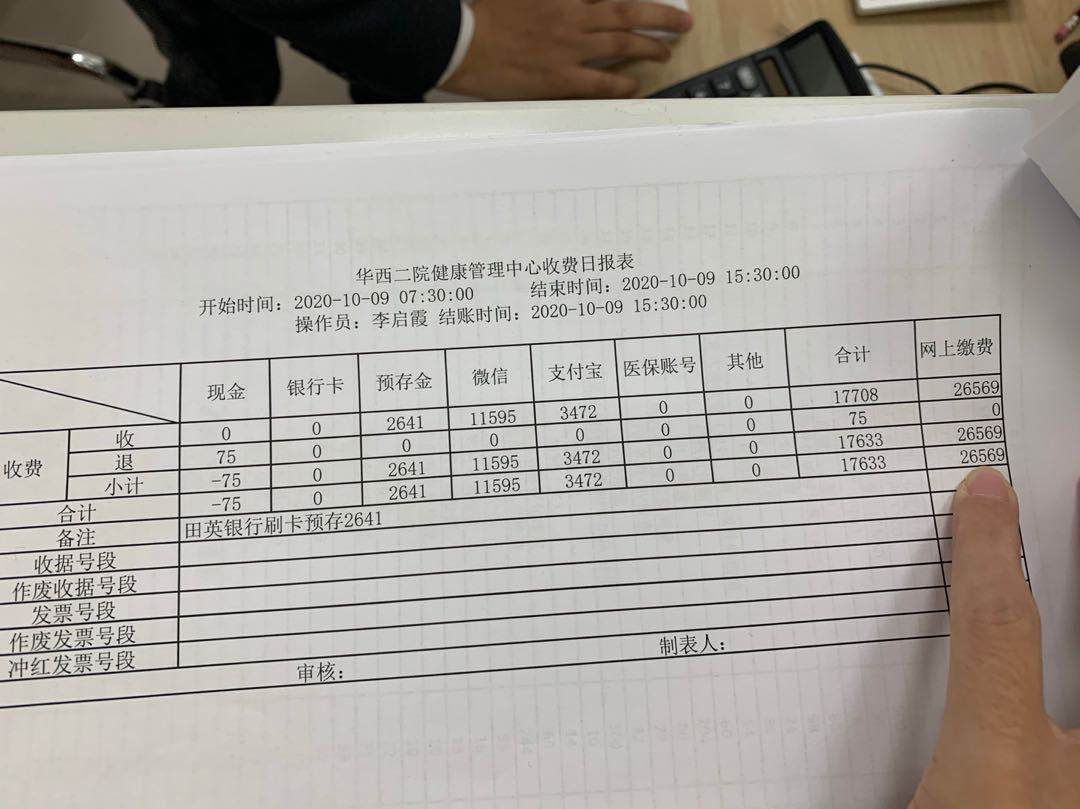 华西二院健康管理中心收费日报表
开始时间：2020-10-09 07:30:00 结束时间：2020-10-09 15:30:00
操作员：李启霞 结账时间：2020-10-09 15:30:00
现金 银行卡 预存金 微信 支付宝 医保账号 其他 合计 网上缴费
收费 收 0 0 2641 11595 3472 0 0 17708 26569
退 75 0 0 0 0 0 0 75 0
小计 -75 0 2641 11595 3472 0 0 17633 26569
合计 -75 0 2641 11595 3472 0 0 17633 26569
备注 田英银行刷卡预存2641
收据号段
作废收据号段
发票号段
作废发票号段
冲红发票号段
审核： 制表人：